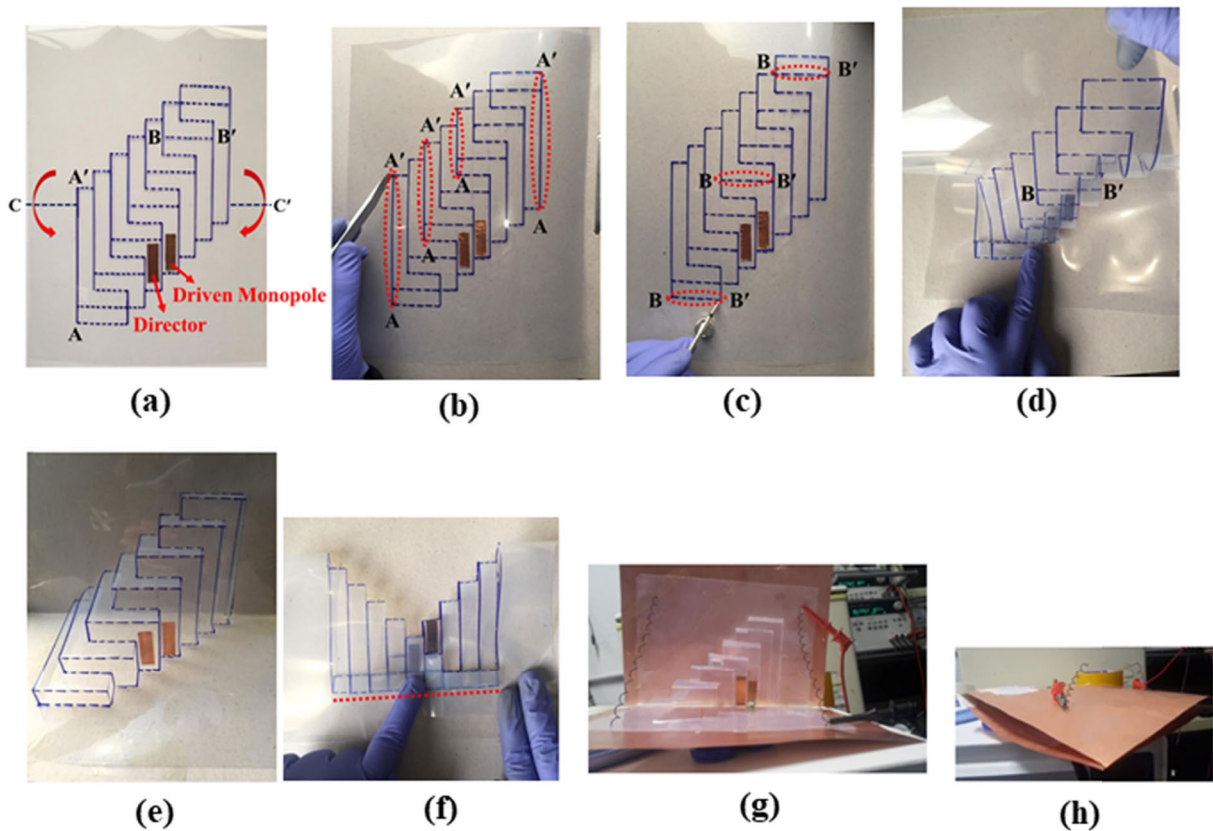 A′
B
B′
C
C′
A
Driven Monopole
Director
(a)
A′
A′
A′
A′
A
A
A
A
(b)
B
B′
B
B′
B
B′
(c)
B
B′
(d)
(e)
(f)
(g)
(h)